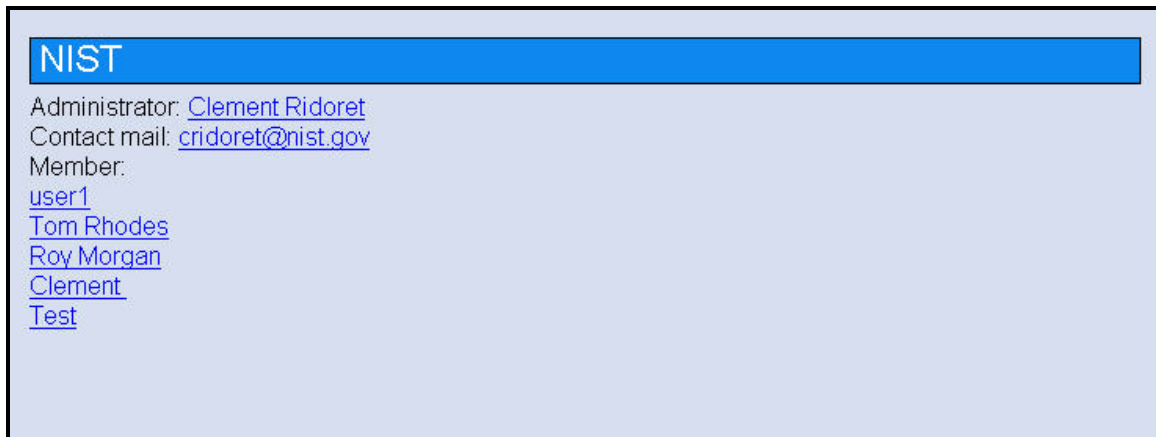 NIST
Administrator: Clement Ridoret
Contact mail: cridoret@nist.gov
Member:
user1
Tom Rhodes
Roy Morgan
Clement
Test